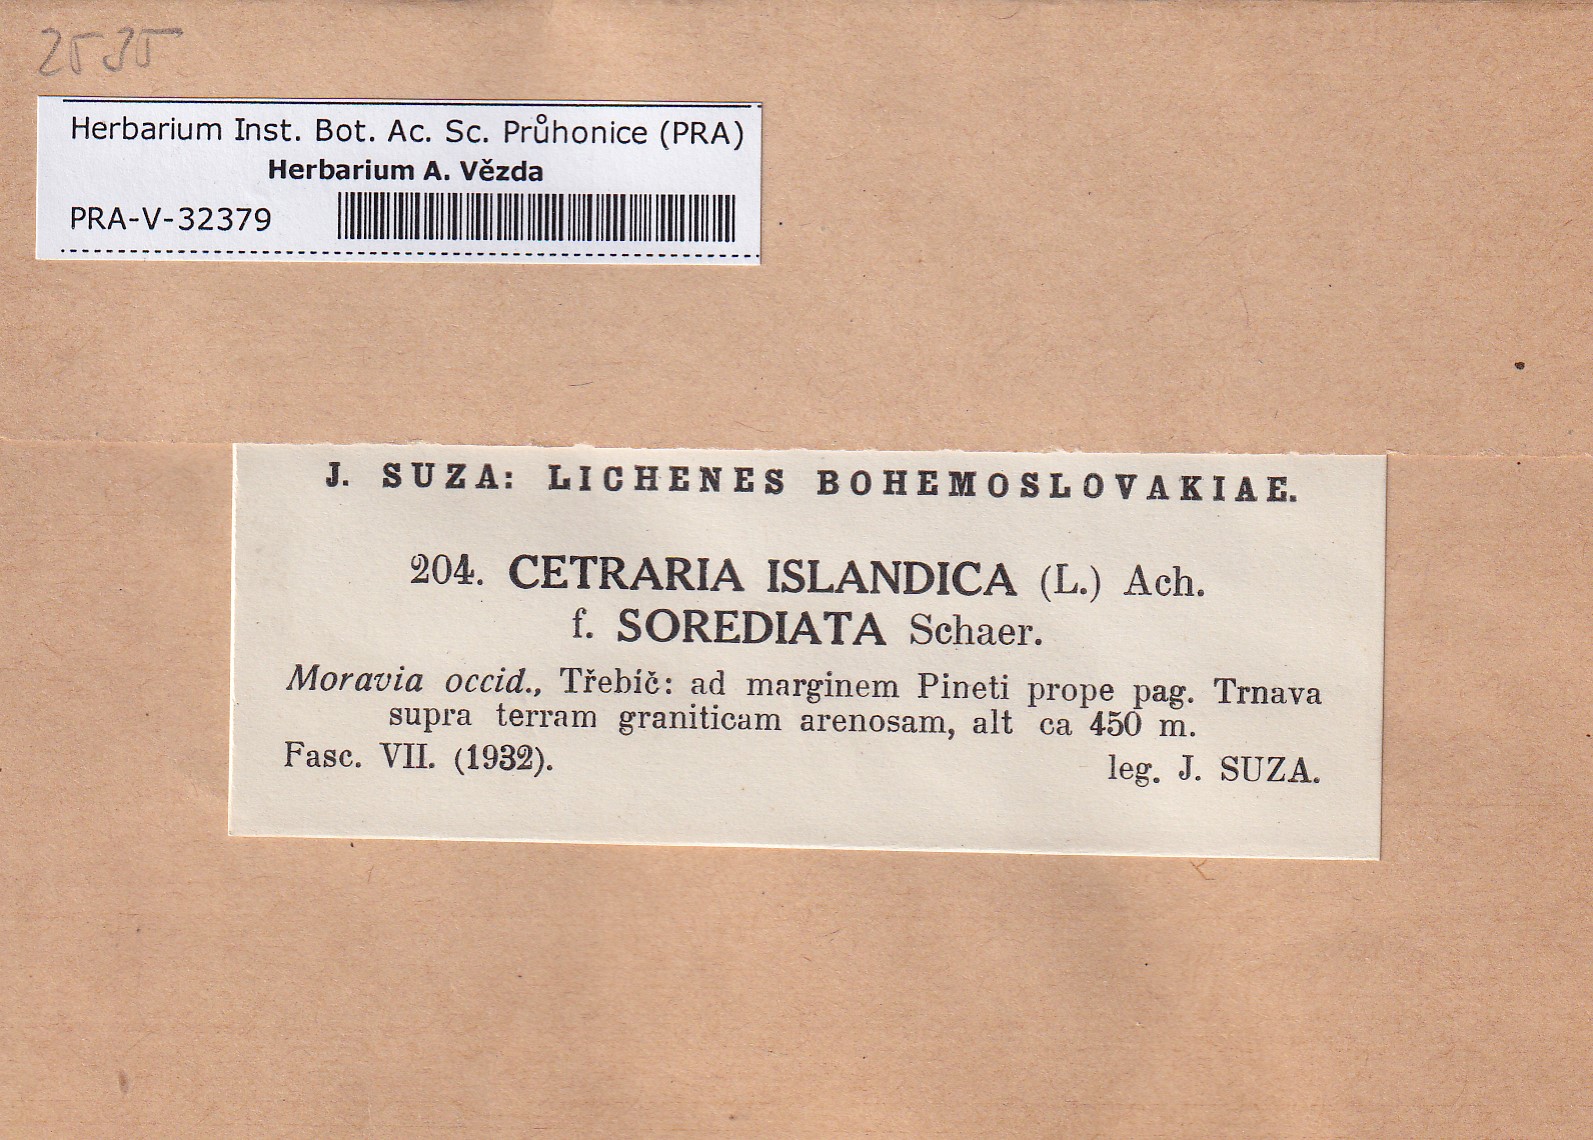 2535
Herbarium Inst. Bot. Ac. Sc. Průhonice (PRA)
Herbarium A. Vězda
PRA-V-32379
J. SUZA: LICHENES BOHEMOSLOVAKIAE.
204. CETRARIA ISLANDICA (L.) Ach.
f. SOREDIATA Schaer.
Moravia occid., Třebíč: ad marginem Pineti prope pag. Trnava
supra terram graniticam arenosam, alt ca 450 m.
Fasc. VII. (1932). leg. J. SUZA.